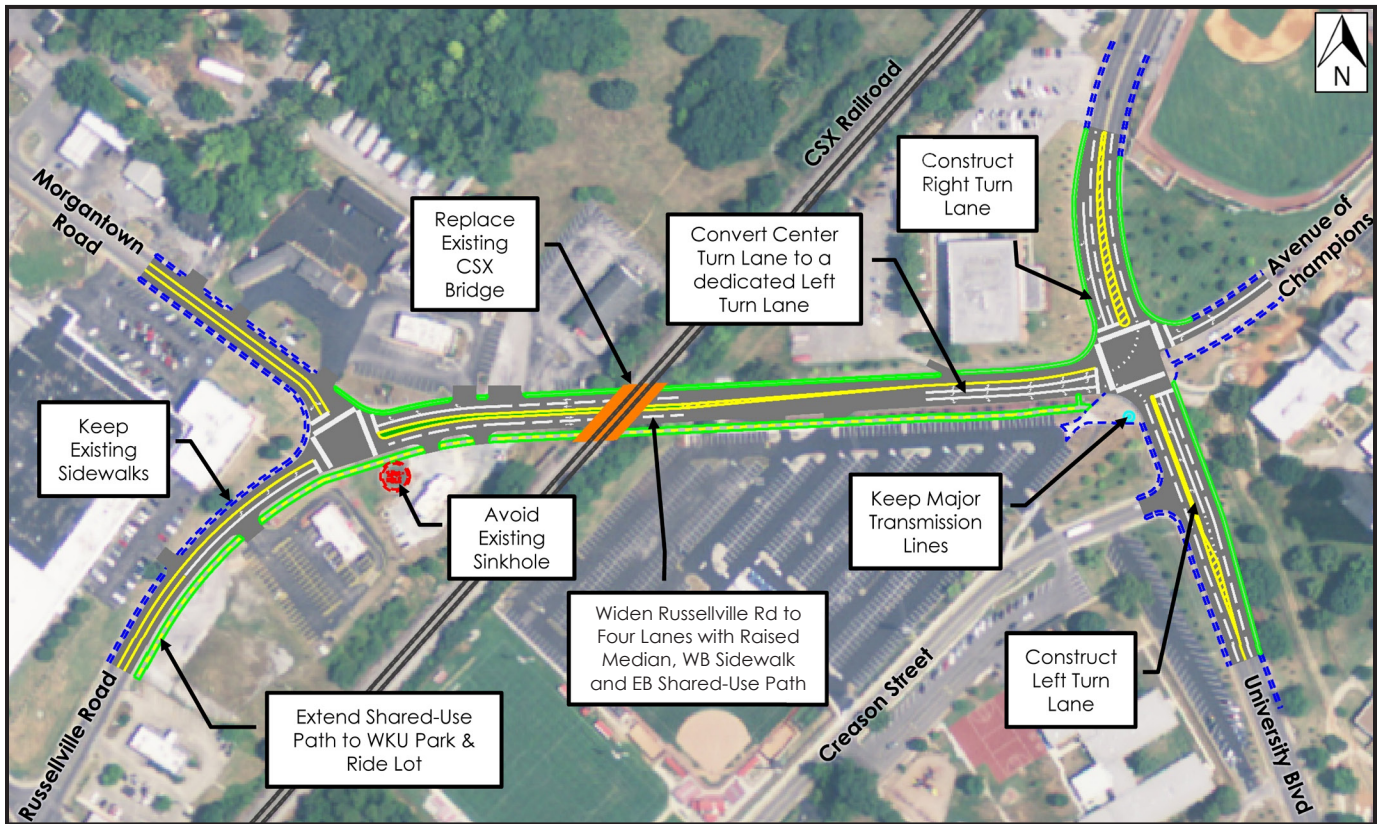 N
CSX Railroad
Morgantown
Road
Replace
Existing
CSX
Bridge
Convert Center
Turn Lane to a
dedicated Left
Turn Lane
Construct
Right Turn
Lane
Avenue of
Champions
Keep
Existing
Sidewalks
Avoid
Existing
Sinkhole
Keep Major
Transmission
Lines
Widen Russellville Rd to
Four Lanes with Raised
Median, WB Sidewalk
and EB Shared-Use Path
Construct
Left Turn
Lane
Extend Shared-Use
Path to WKU Park &
Ride Lot
Russellville Road
Creason Street
University Blvd